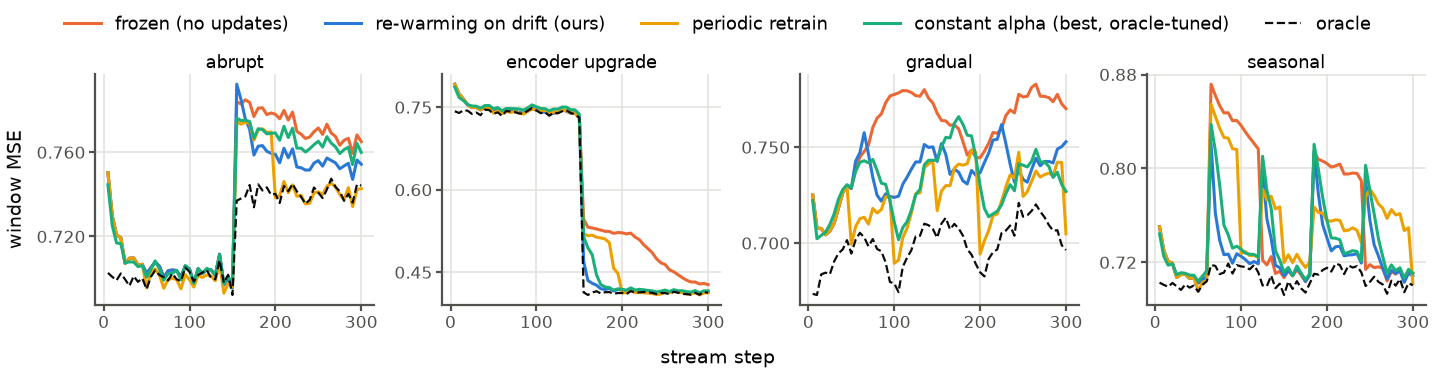 frozen (no updates) re-warming on drift (ours) periodic retrain constant alpha (best, oracle-tuned) oracle
abrupt encoder upgrade gradual seasonal
window MSE
0.760
0.720
0 100 200 300
0.75
0.60
0.45
0 100 200 300
0.750
0.700
0 100 200 300
0.88
0.80
0.72
0 100 200 300
stream step